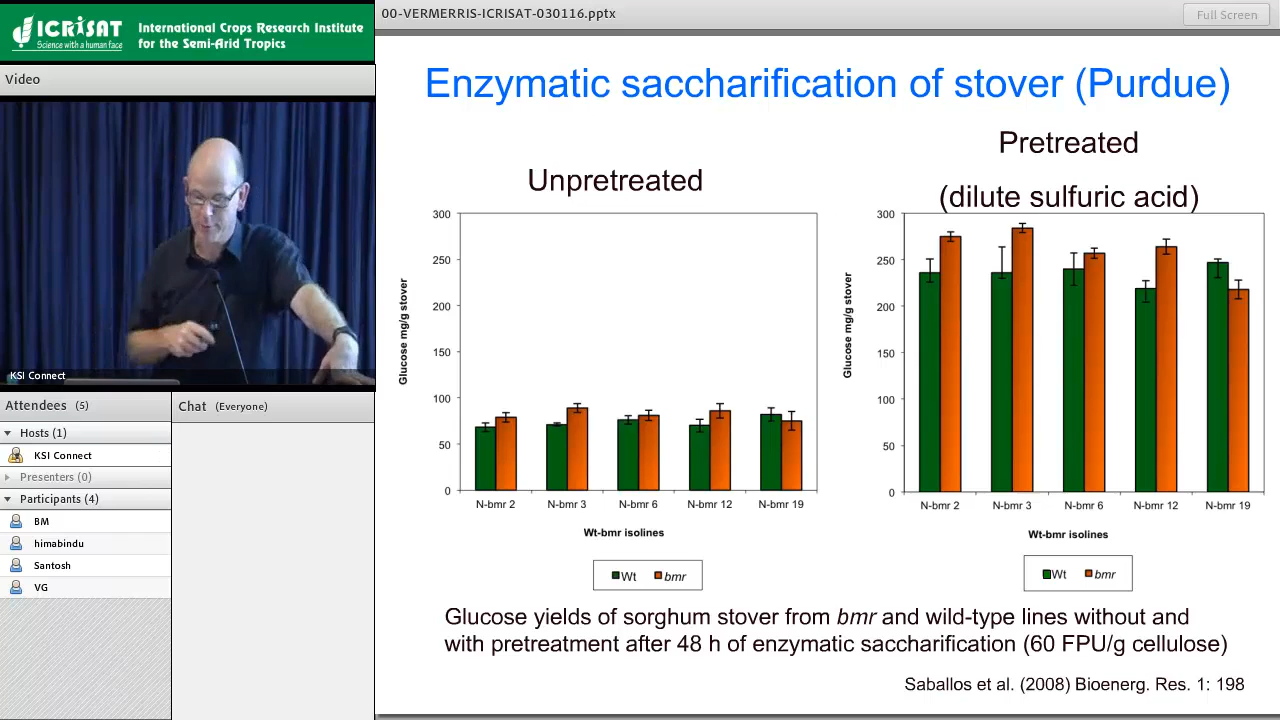 ICRISAT
Science with a human face
International Crops Research Institute
for the Semi-Arid Tropics
00-VERMERRIS-ICRISAT-030116.pptx
Full Screen
Video
KSI Connect
Attendees (5)
Hosts (1)
KSI Connect
Presenters (0)
Participants (4)
BM
himabindu
Santosh
VG
Chat (Everyone)
Enzymatic saccharification of stover (Purdue)
Unpretreated
300
250
200
150
100
50
0
Glucose mg/g stover
N-bmr 2
N-bmr 3
N-bmr 6
N-bmr 12
N-bmr 19
Wt-bmr isolines
Wt
bmr
Pretreated
(dilute sulfuric acid)
300
250
200
150
100
50
0
Glucose mg/g stover
N-bmr 2
N-bmr 3
N-bmr 6
N-bmr 12
N-bmr 19
Wt-bmr isolines
Wt
bmr
Glucose yields of sorghum stover from bmr and wild-type lines without and
with pretreatment after 48 h of enzymatic saccharification (60 FPU/g cellulose)
Saballos et al. (2008) Bioenerg. Res. 1: 198